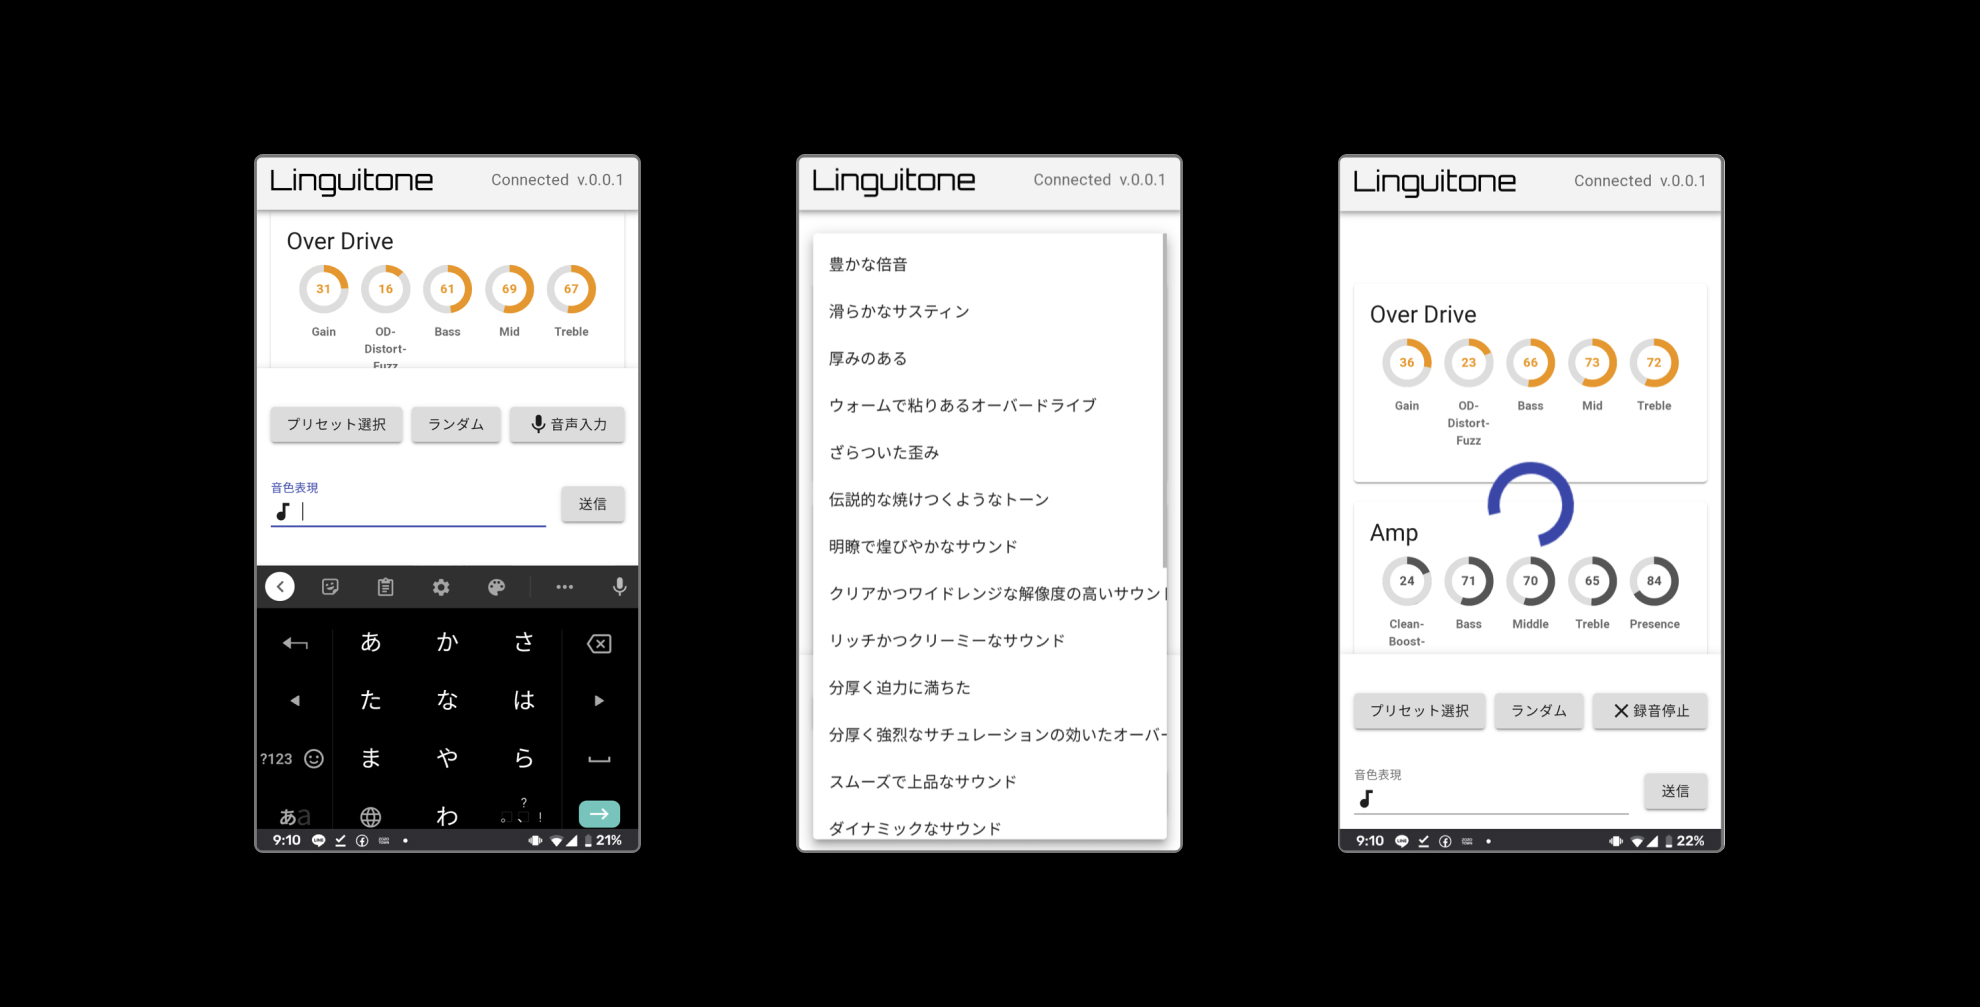 Linguitone Connected v.0.0.1
Over Drive
31 16 61 69 67
Gain OD- Bass Mid Treble
Distort-
Fuzz
プリセット選択 ランダム 音声入力
音色表現
送信
あ か さ
た な は
?123 ま や ら
あa わ 。 、 ? !
9:10 21%
Linguitone Connected v.0.0.1
豊かな倍音
滑らかなサスティン
厚みのある
ウォームで粘りあるオーバードライブ
ざらついた歪み
伝説的な焼けつくようなトーン
明瞭で煌びやかなサウンド
クリアかつワイドレンジな解像度の高いサウン
リッチかつクリーミーなサウンド
分厚く迫力に満ちた
分厚く強烈なサチュレーションの効いたオーバー
スムーズで上品なサウンド
ダイナミックなサウンド
Linguitone Connected v.0.0.1
Over Drive
36 23 66 73 72
Gain OD- Bass Mid Treble
Distort-
Fuzz
Amp
24 71 70 65 84
Clean- Bass Middle Treble Presence
Boost-
プリセット選択 ランダム 録音停止
音色表現
送信
9:10 22%